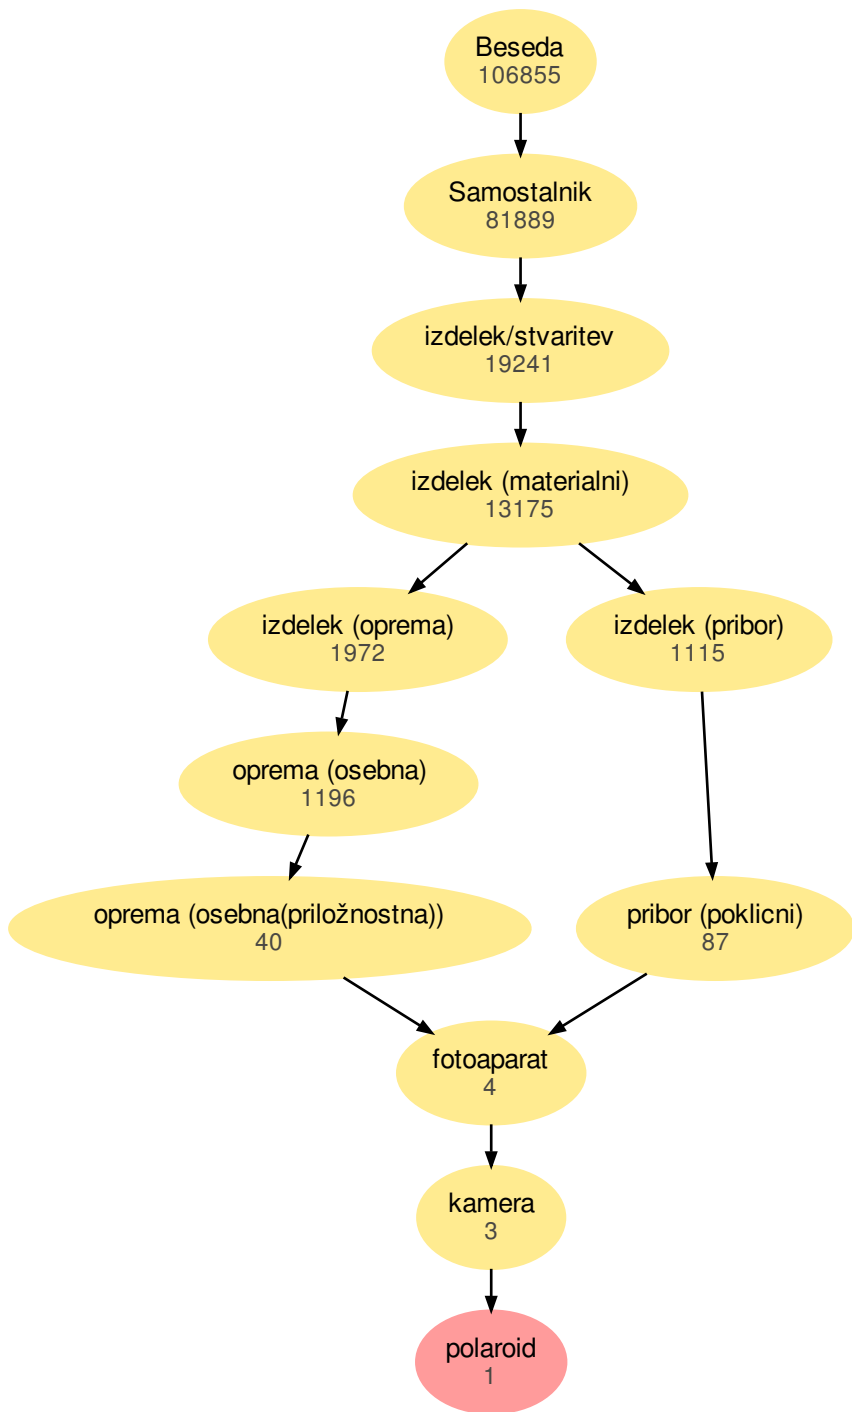 Beseda
106855
Samostalnik
81889
izdelek/stvaritev
19241
izdelek (materialni)
13175
izdelek (oprema)
1972
izdelek (pribor)
1115
oprema (osebna)
1196
oprema (osebna(priložnostna))
40
pribor (poklicni)
87
fotoaparat
4
kamera
3
polaroid
1